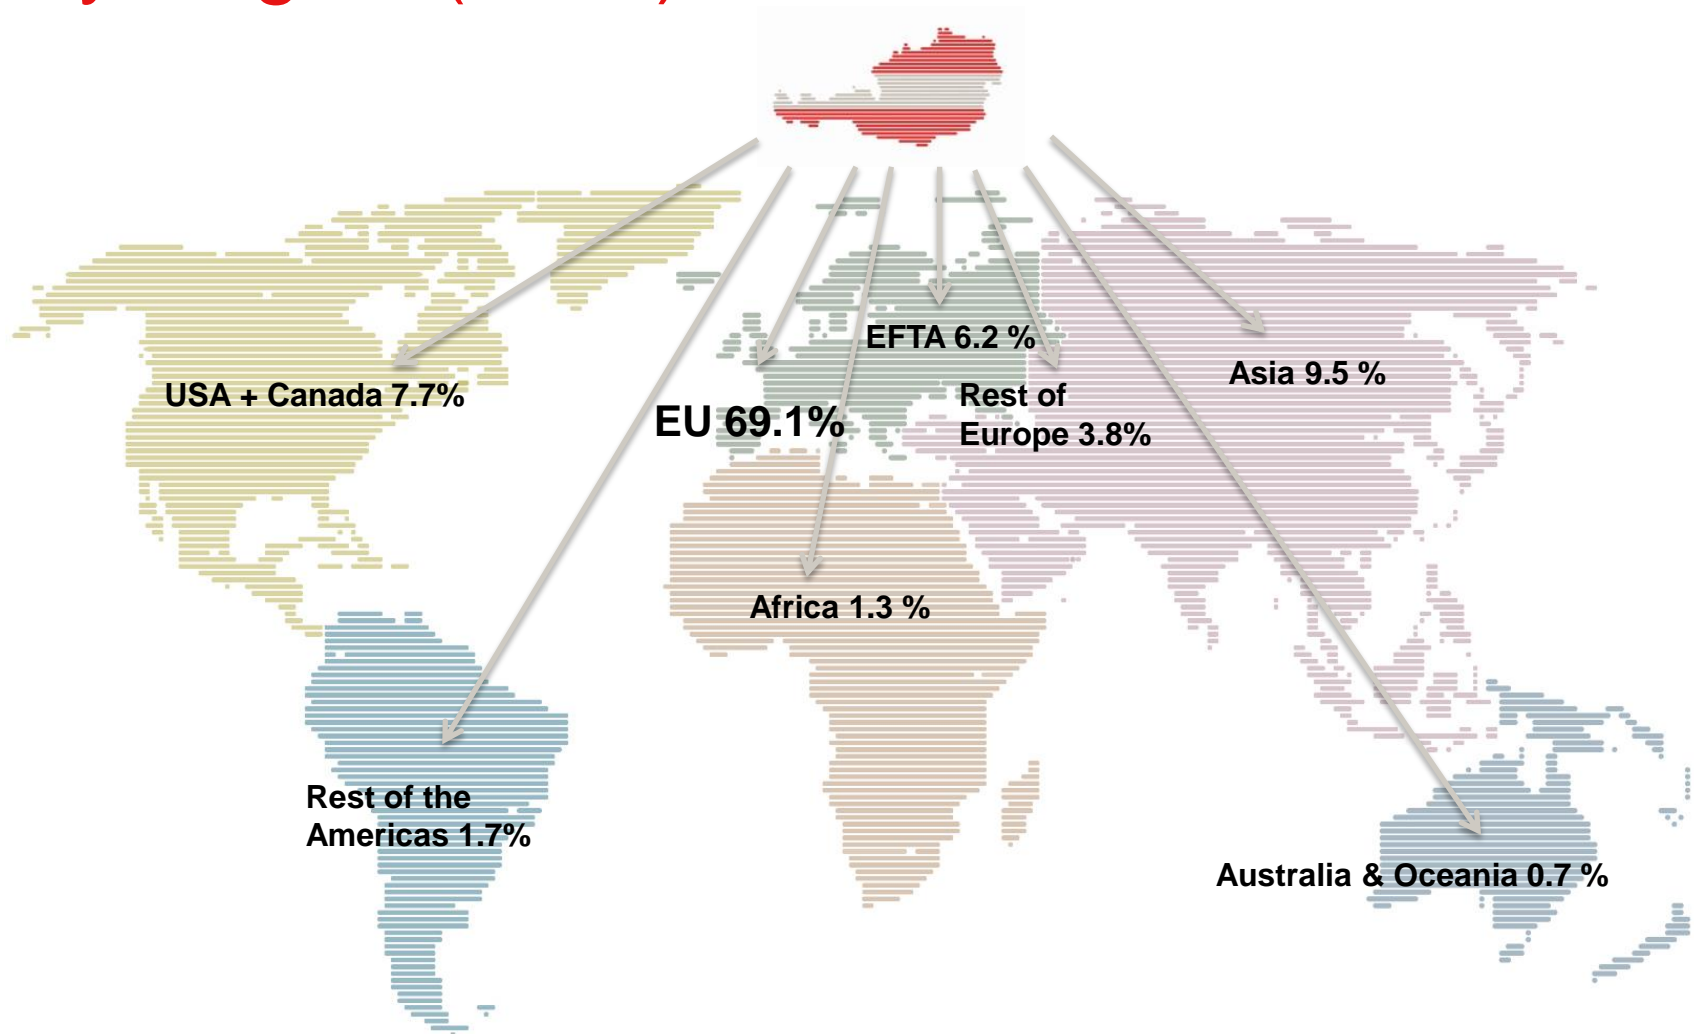 EFTA 6.2 %
Asia 9.5 %
USA + Canada 7.7%
Rest of
Europe 3.8%
EU 69.1%
Africa 1.3 %
Rest of the
Americas 1.7%
Australia & Oceania 0.7 %